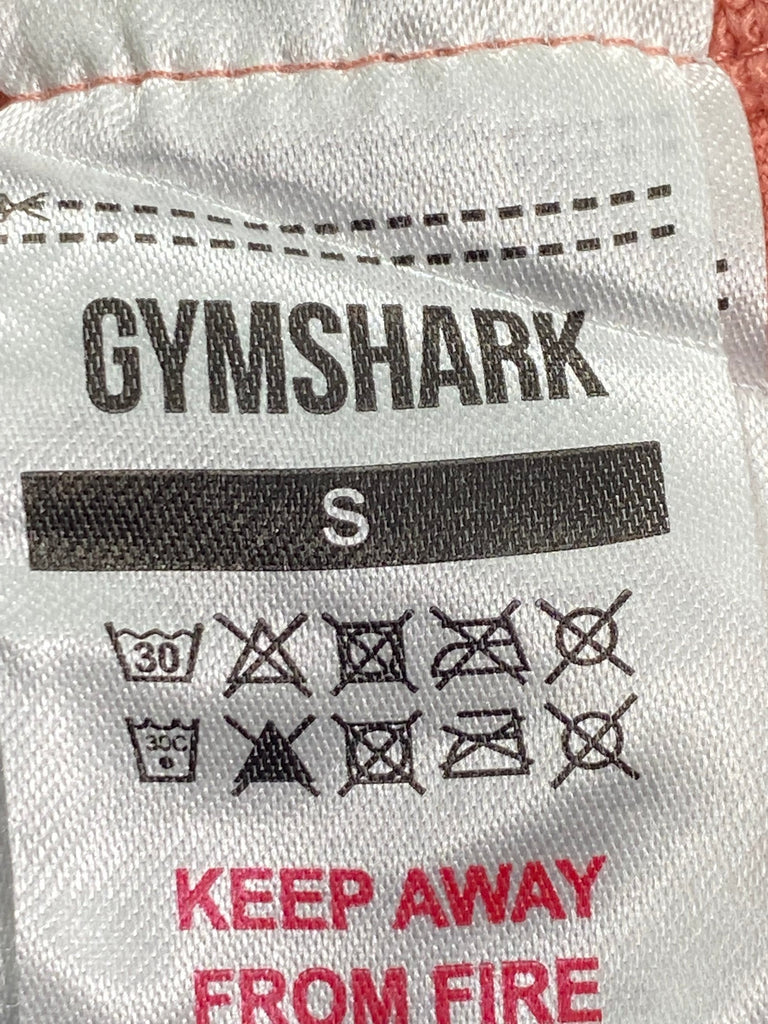 GYMSHARK
S
30
30C
KEEP AWAY
FROM FIRE